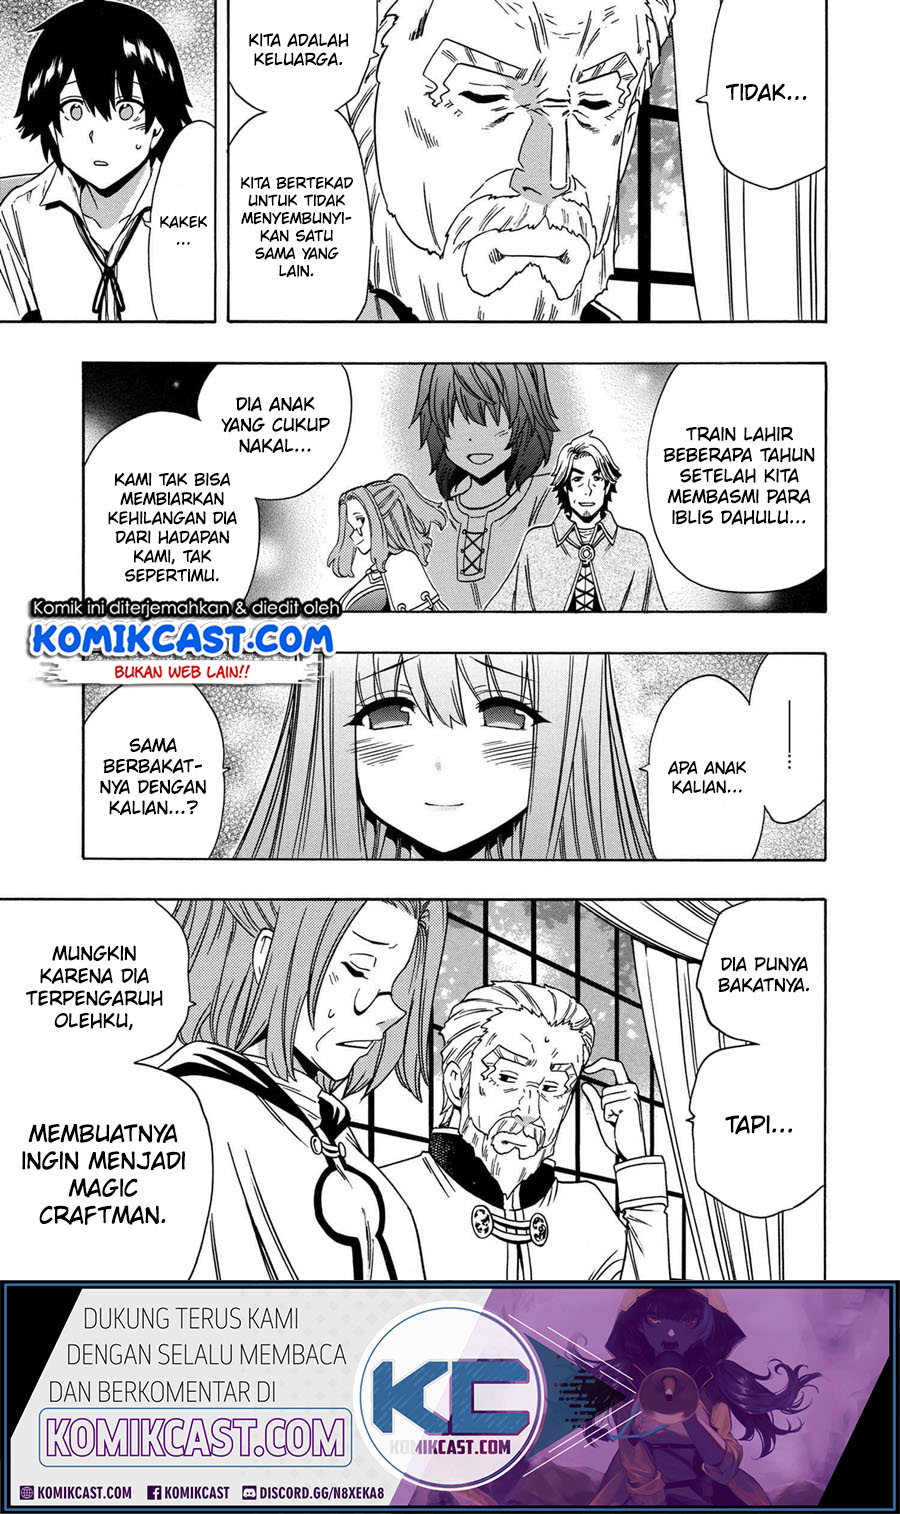 TIDAK...
KITA ADALAH
KELUARGA.
KITA BERTEKAD
UNTUK TIDAK
MENYEMBUNYI-
KAN SATU
SAMA YANG
LAIN.
KAKEK
...
TRAIN LAHIR
BEBERAPA TAHUN
SETELAH KITA
MEMBASMI PARA
IBLIS DAHULU...
DIA ANAK
YANG CUKUP
NAKAL...
KAMI TAK BISA
MEMBIARKAN
KEHILANGAN DIA
DARI HADAPAN
KAMI, TAK
SEPERTIMU.
Komik ini diterjemahkan & diedit oleh
KOMIKCAST.COM
BUKAN WEB LAIN!!
APA ANAK
KALIAN...
SAMA
BERBAKAT-
NYA DENGAN
KALIAN...?
DIA PUNYA
BAKATNYA.
TAPI...
MUNGKIN
KARENA DIA
TERPENGARUH
OLEHKU,
MEMBUATNYA
INGIN MENJADI
MAGIC
CRAFTMAN.
DUKUNG TERUS KAMI
DENGAN SELALU MEMBACA
DAN BERKOMENTAR DI
KOMIKCAST.COM
KC
KOMIKCAST.COM
KOMIKCAST.COM KOMIKCAST DISCORD.GG/N8XEKA8